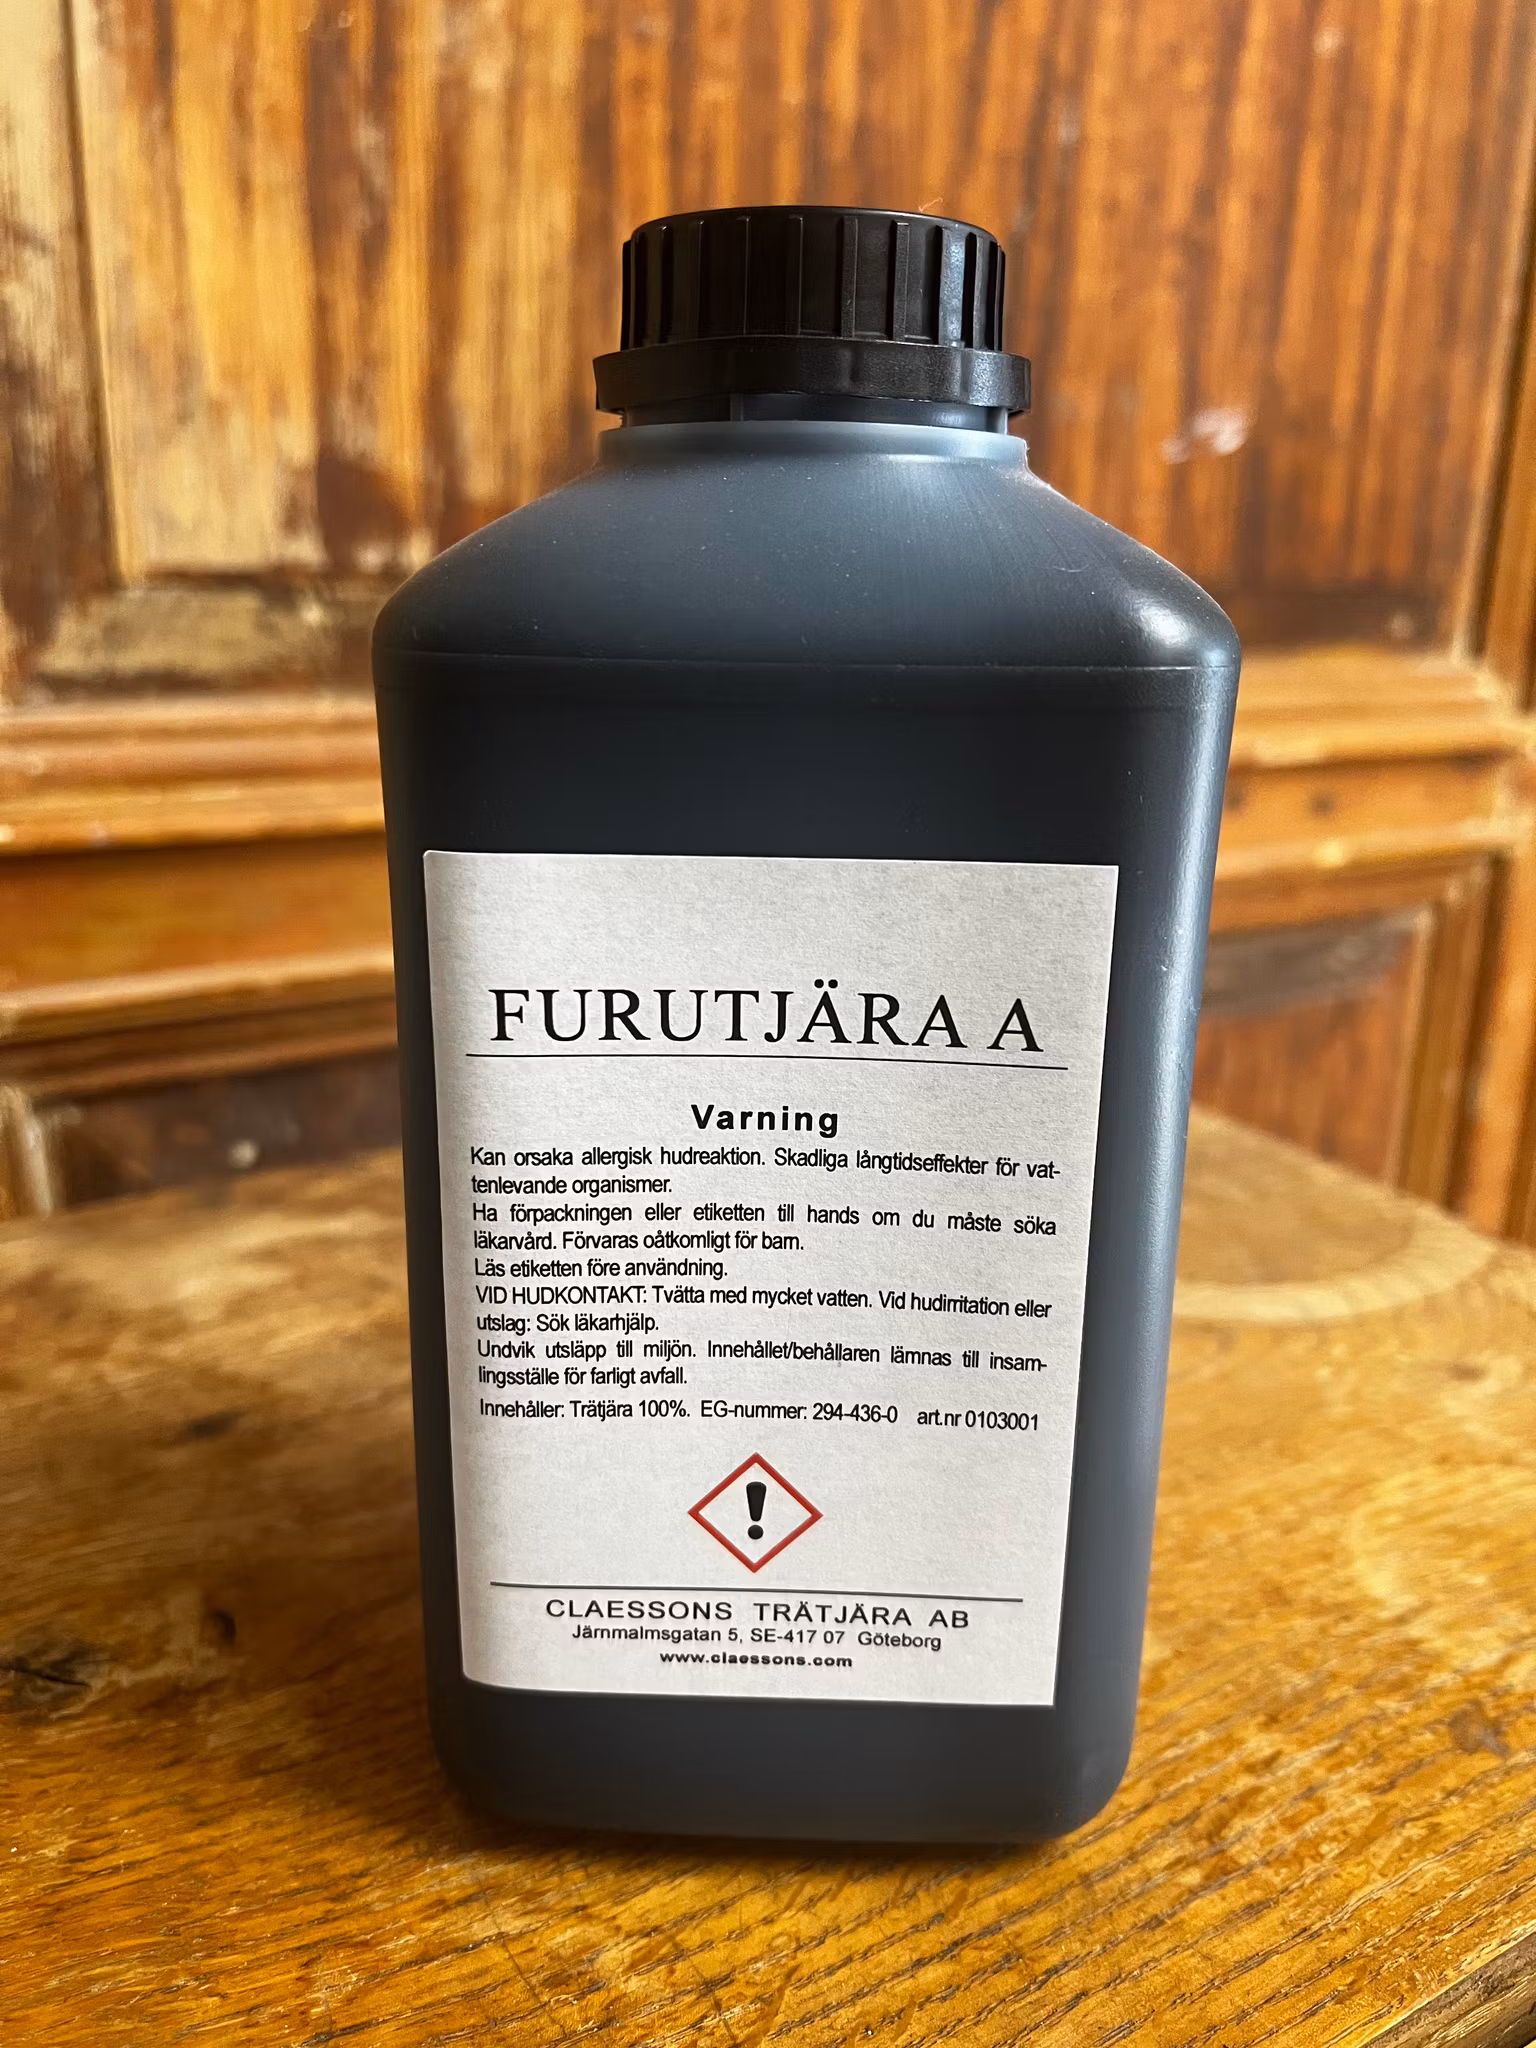 FURUTJÄRA A
Varning
Kan orsaka allergisk hudreaktion. Skadliga långtidseffekter för vat-
tenlevande organismer.
Ha förpackningen eller etiketten till hands om du måste söka
läkarvård. Förvaras oåtkomligt för barn.
Läs etiketten före användning.
VID HUDKONTAKT: Tvätta med mycket vatten. Vid hudirritation eller
utslag: Sök läkarhjälp.
Undvik utsläpp till miljön. Innehållet/behållaren lämnas till insam-
lingsställe för farligt avfall.
Innehåller: Trätjära 100%. EG-nummer: 294-436-0 art.nr 0103001
CLAESSONS TRÄTJÄRA AB
Järnmalmsgatan 5, SE-417 07 Göteborg
www.claessons.com